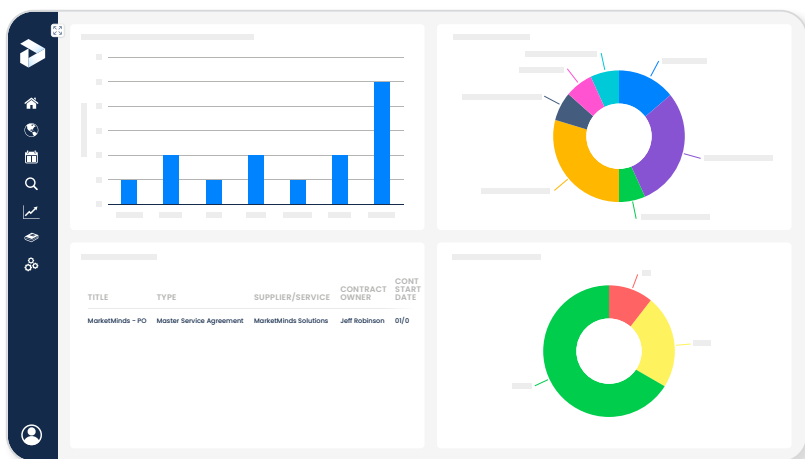 TITLE TYPE SUPPLIER/SERVICE CONTRACT OWNER CONT START DATE
MarketMinds - PO Master Service Agreement MarketMinds Solutions Jeff Robinson 01/0